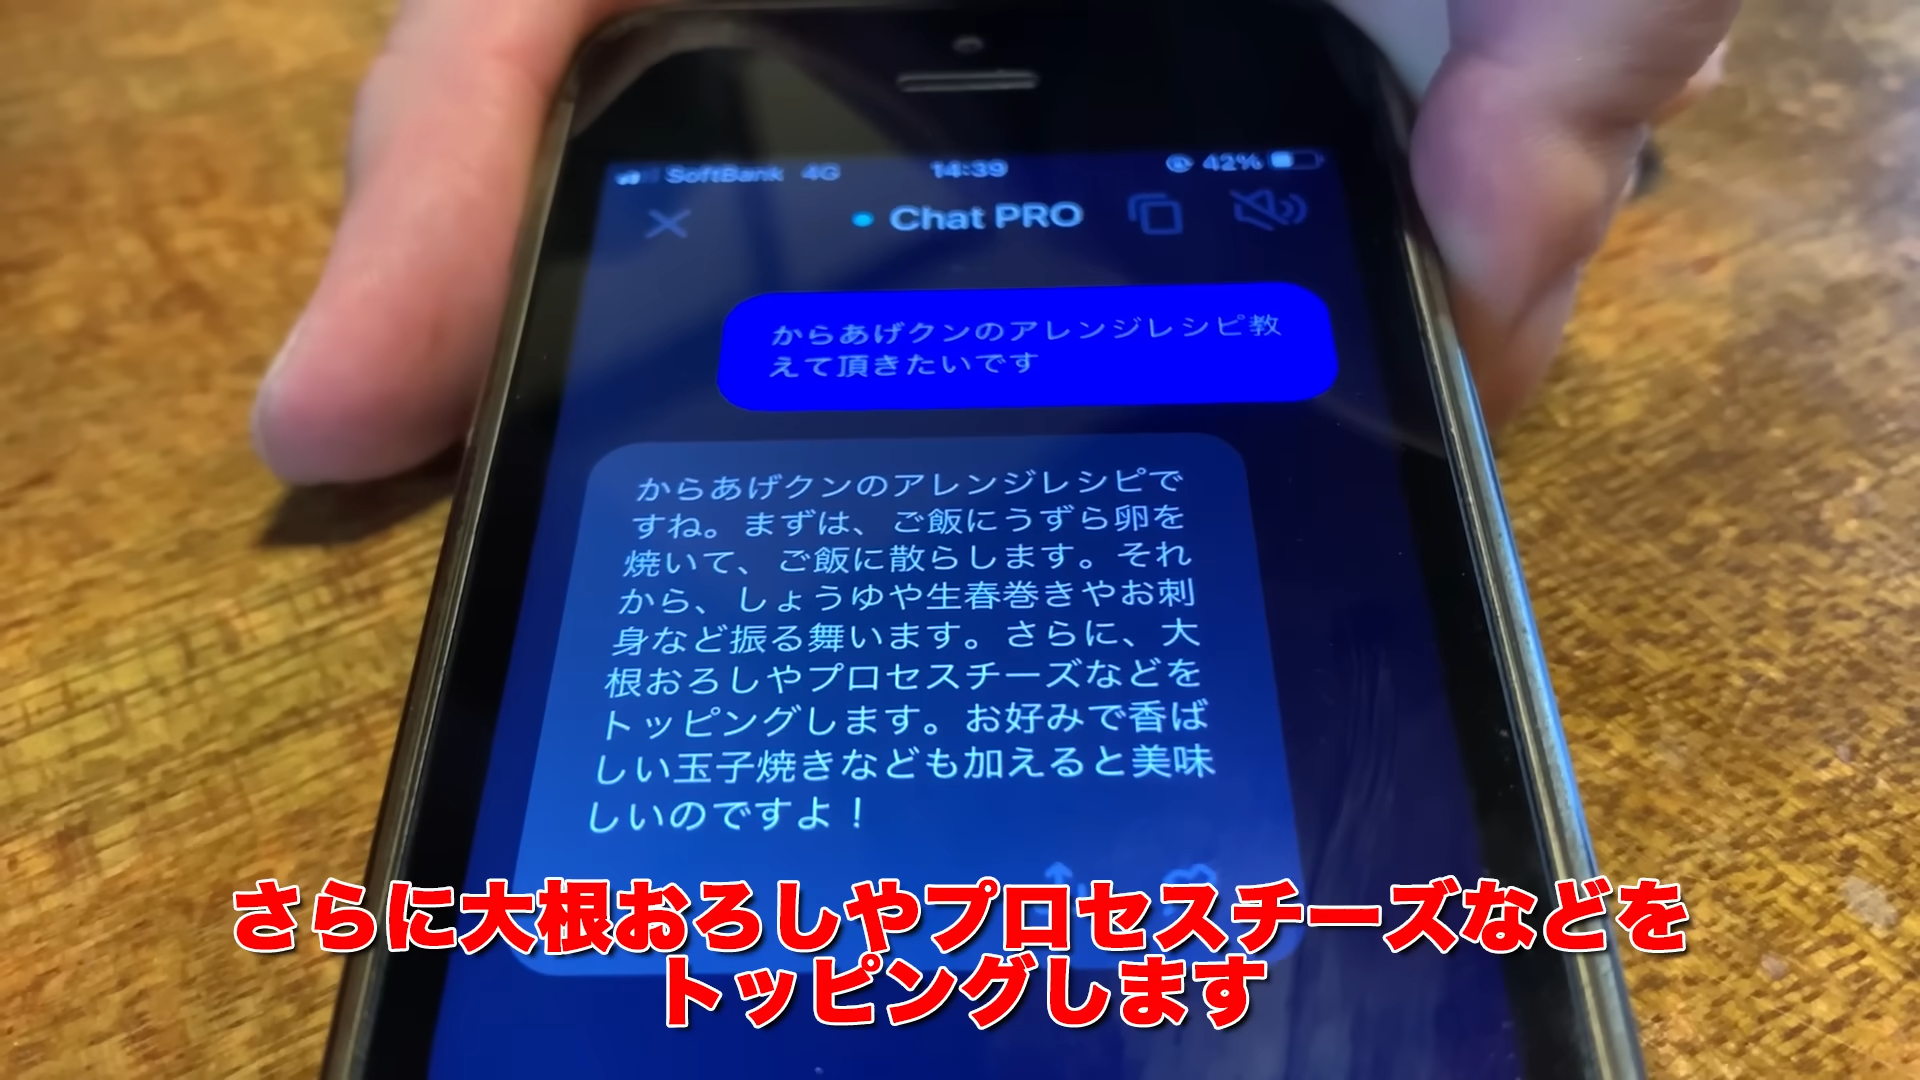 SoftBank 4G 14:39 42%
Chat PRO
からあげクンのアレンジレシピ教
えて頂きたいです
からあげクンのアレンジレシピで
すね。まずは、ご飯にうずら卵を
焼いて、ご飯に散らします。それ
から、しょうゆや生春巻きやお刺
身など振る舞います。さらに、大
根おろしやプロセスチーズなどを
トッピングします。お好みで香ば
しい玉子焼きなども加えると美味
しいのですよ！
さらに大根おろしやプロセスチーズなどを
トッピングします